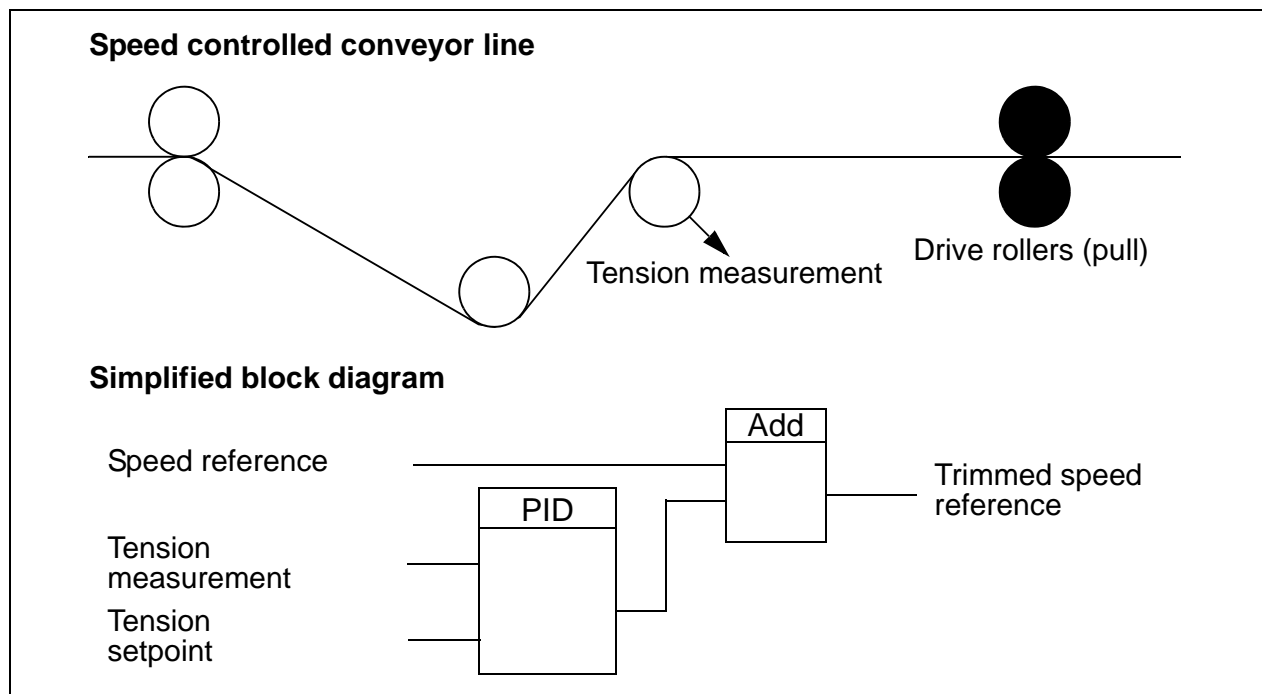 Speed controlled conveyor line
Tension measurement
Drive rollers (pull)
Simplified block diagram
Add
Speed reference
Trimmed speed
reference
PID
Tension
measurement
Tension
setpoint